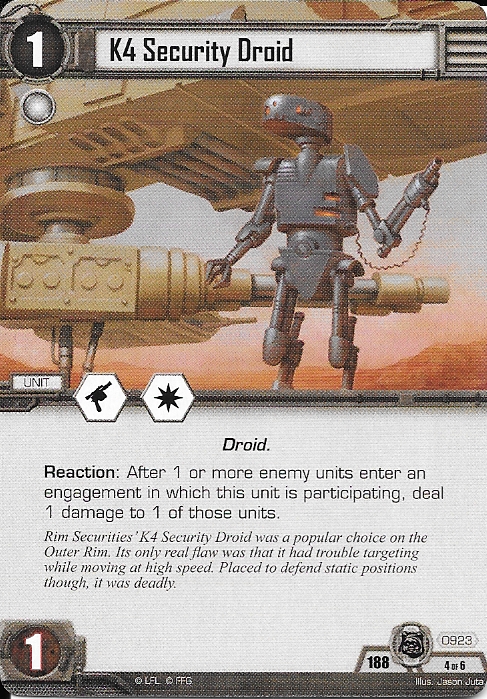 1
K4 Security Droid
UNIT
Droid.
Reaction: After 1 or more enemy units enter an
engagement in which this unit is participating, deal
1 damage to 1 of those units.
Rim Securities' K4 Security Droid was a popular choice on the
Outer Rim. Its only real flaw was that it had trouble targeting
while moving at high speed. Placed to defend static positions
though, it was deadly.
1
188
0923
4 of 6
© LFL © FFG
Illus. Jason Juta